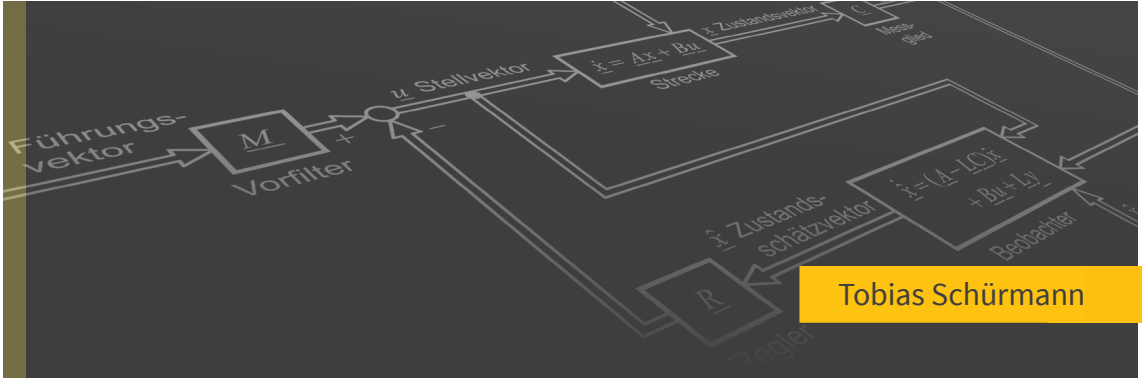 Führungs-
vektor
M
Vorfilter
+
−
u Stellvektor
ẋ = Ax + Bu
Strecke
x Zustandsvektor
C
Mess-
glied
x̂ = (A-LC)x̂
+ Bu + Ly
Beobachter
x̂ Zustands-
schätzvektor
R
Regler
Tobias Schürmann